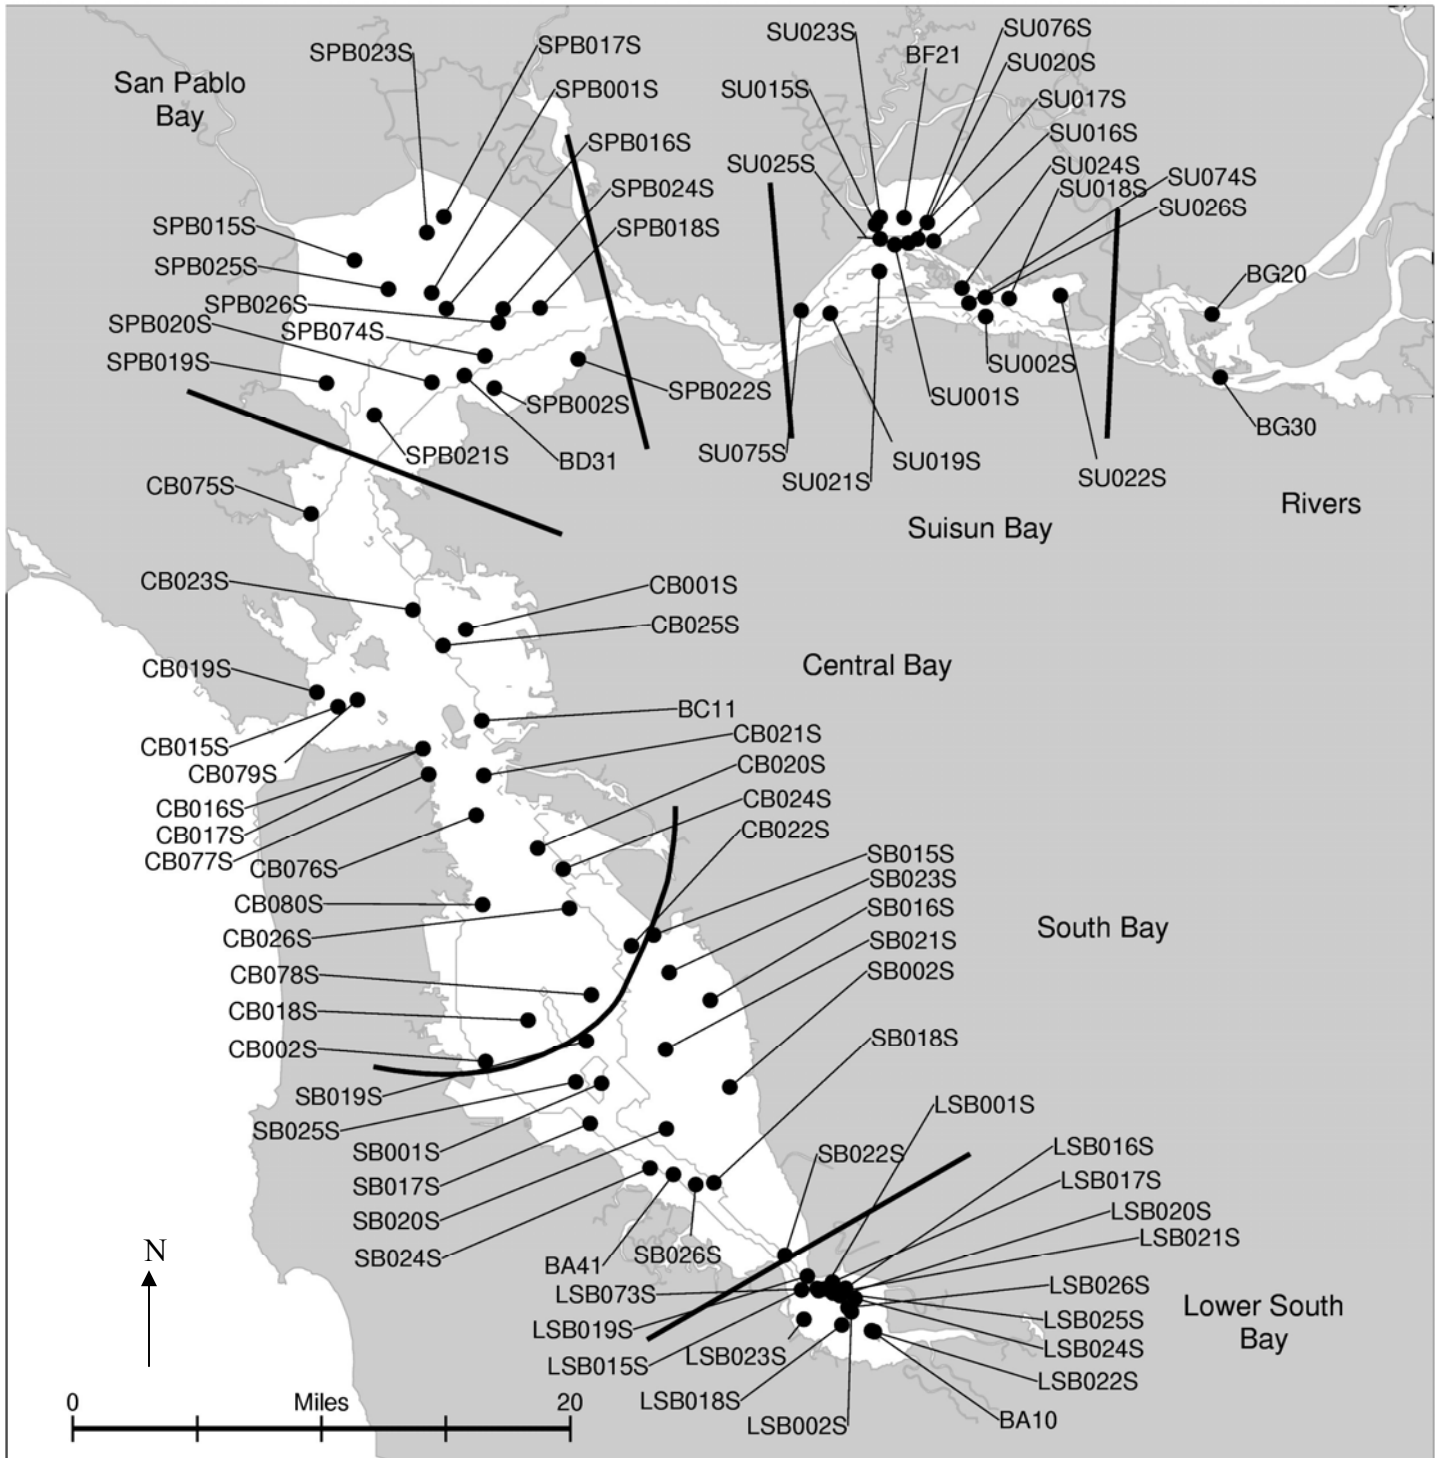 San Pablo
Bay
SPB023S
SPB017S
SPB001S
SPB016S
SPB024S
SPB018S
SPB015S
SPB025S
SPB026S
SPB020S
SPB074S
SPB019S
SPB022S
SPB002S
SPB021S
BD31
SU023S
BF21
SU076S
SU020S
SU015S
SU017S
SU016S
SU025S
SU024S
SU018S
SU074S
SU026S
BG20
SU002S
SU001S
BG30
SU075S
SU019S
SU021S
SU022S
Rivers
Suisun Bay
CB075S
CB023S
CB001S
CB025S
CB019S
Central Bay
BC11
CB021S
CB015S
CB079S
CB020S
CB016S
CB024S
CB017S
CB022S
CB077S
CB076S
SB015S
SB023S
CB080S
SB016S
CB026S
South Bay
SB021S
CB078S
SB002S
CB018S
CB002S
SB018S
SB019S
LSB001S
SB025S
SB001S
SB022S
LSB016S
SB017S
LSB017S
SB020S
LSB020S
SB024S
LSB021S
BA41
SB026S
LSB073S
LSB026S
LSB019S
LSB025S
LSB015S
LSB023S
LSB024S
Lower South
Bay
LSB022S
LSB018S
LSB002S
BA10
N
0
Miles
20